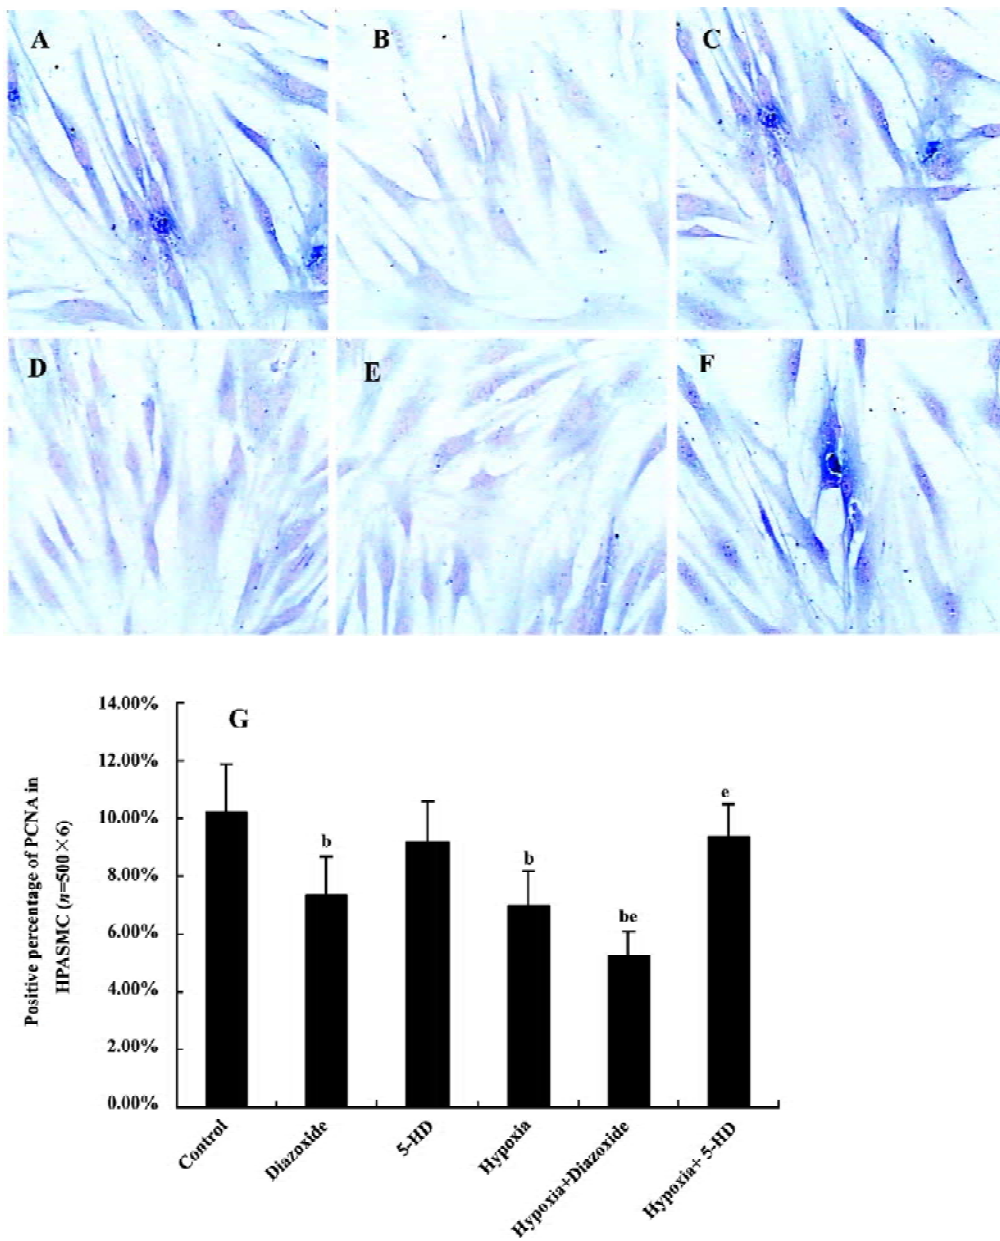 A
B
C
D
E
F
G
14.00%
12.00%
10.00%
8.00%
6.00%
4.00%
2.00%
0.00%
Positive percentage of PCNA in
HPASMC (n=500×6)
b
b
be
e
Control
Diazoxide
5-HD
Hypoxia
Hypoxia+Diazoxide
Hypoxia+ 5-HD